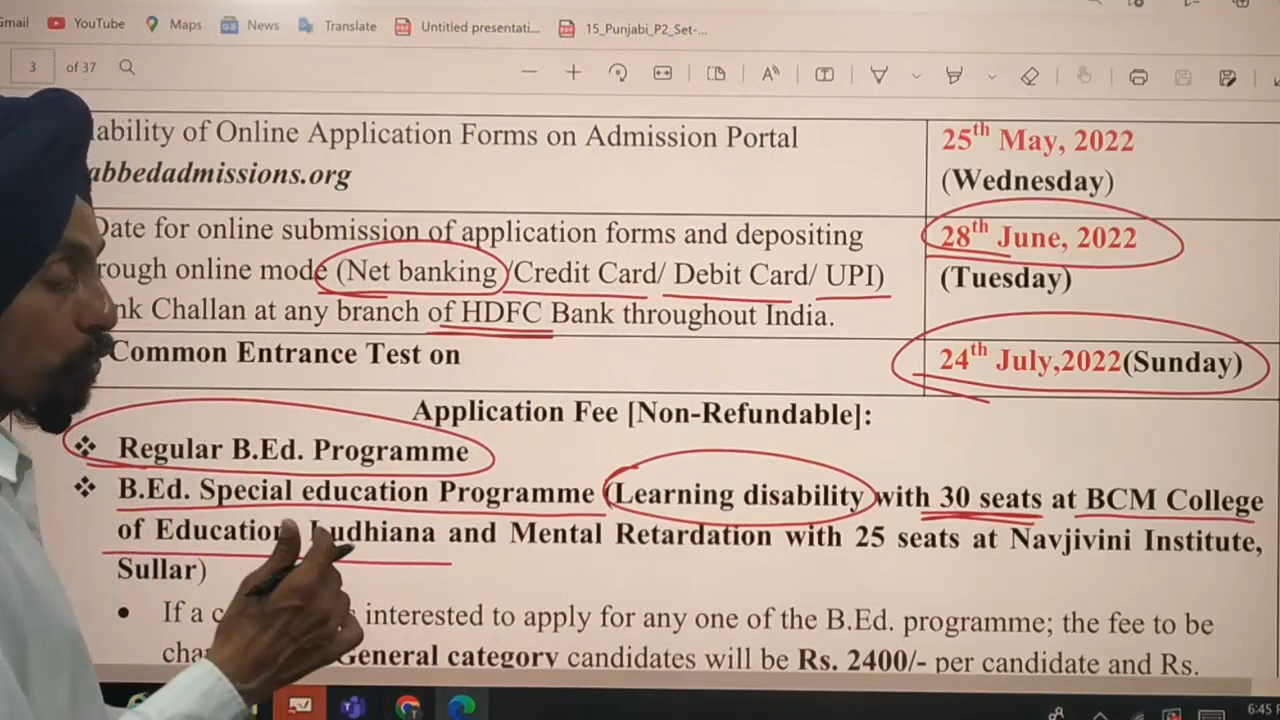 Gmail YouTube Maps News Translate Untitled presentati... 15_Punjabi_P2_Set-...
3 of 37
lability of Online Application Forms on Admission Portal
25th May, 2022
abbedadmissions.org
(Wednesday)
Date for online submission of application forms and depositing
28th June, 2022
rough online mode (Net banking/Credit Card/ Debit Card/ UPI)
(Tuesday)
nk Challan at any branch of HDFC Bank throughout India.
Common Entrance Test on
24th July,2022(Sunday)
Application Fee [Non-Refundable]:
❖ Regular B.Ed. Programme
❖ B.Ed. Special education Programme (Learning disability with 30 seats at BCM College
of Education Ludhiana and Mental Retardation with 25 seats at Navjivini Institute,
Sullar)
• If a interested to apply for any one of the B.Ed. programme; the fee to be
General category candidates will be Rs. 2400/- per candidate and Rs.
6:45